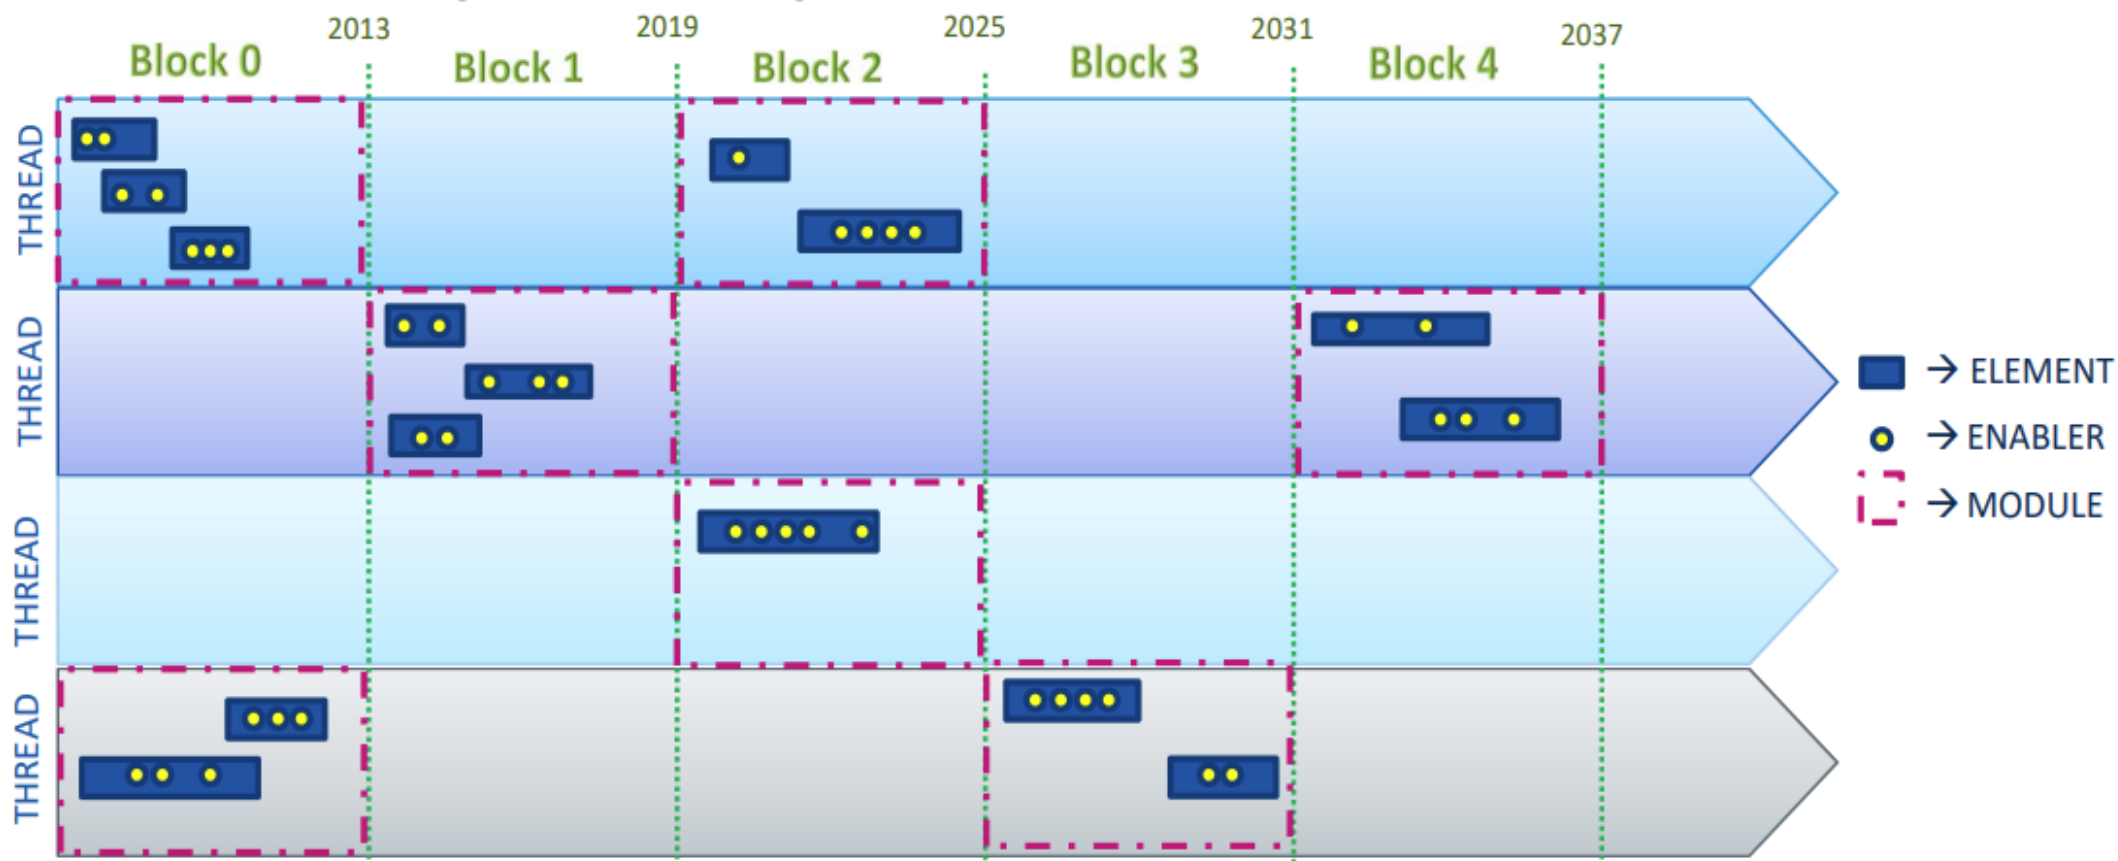 2013
2019
2025
2031
2037
Block 0
Block 1
Block 2
Block 3
Block 4
THREAD
THREAD
THREAD
THREAD
→ ELEMENT
→ ENABLER
→ MODULE